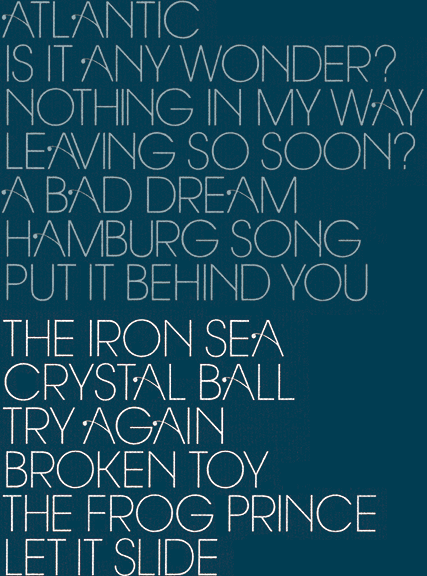 ATLANTIC
IS IT ANY WONDER?
NOTHING IN MY WAY
LEAVING SO SOON?
A BAD DREAM
HAMBURG SONG
PUT IT BEHIND YOU
THE IRON SEA
CRYSTAL BALL
TRY AGAIN
BROKEN TOY
THE FROG PRINCE
LET IT SLIDE